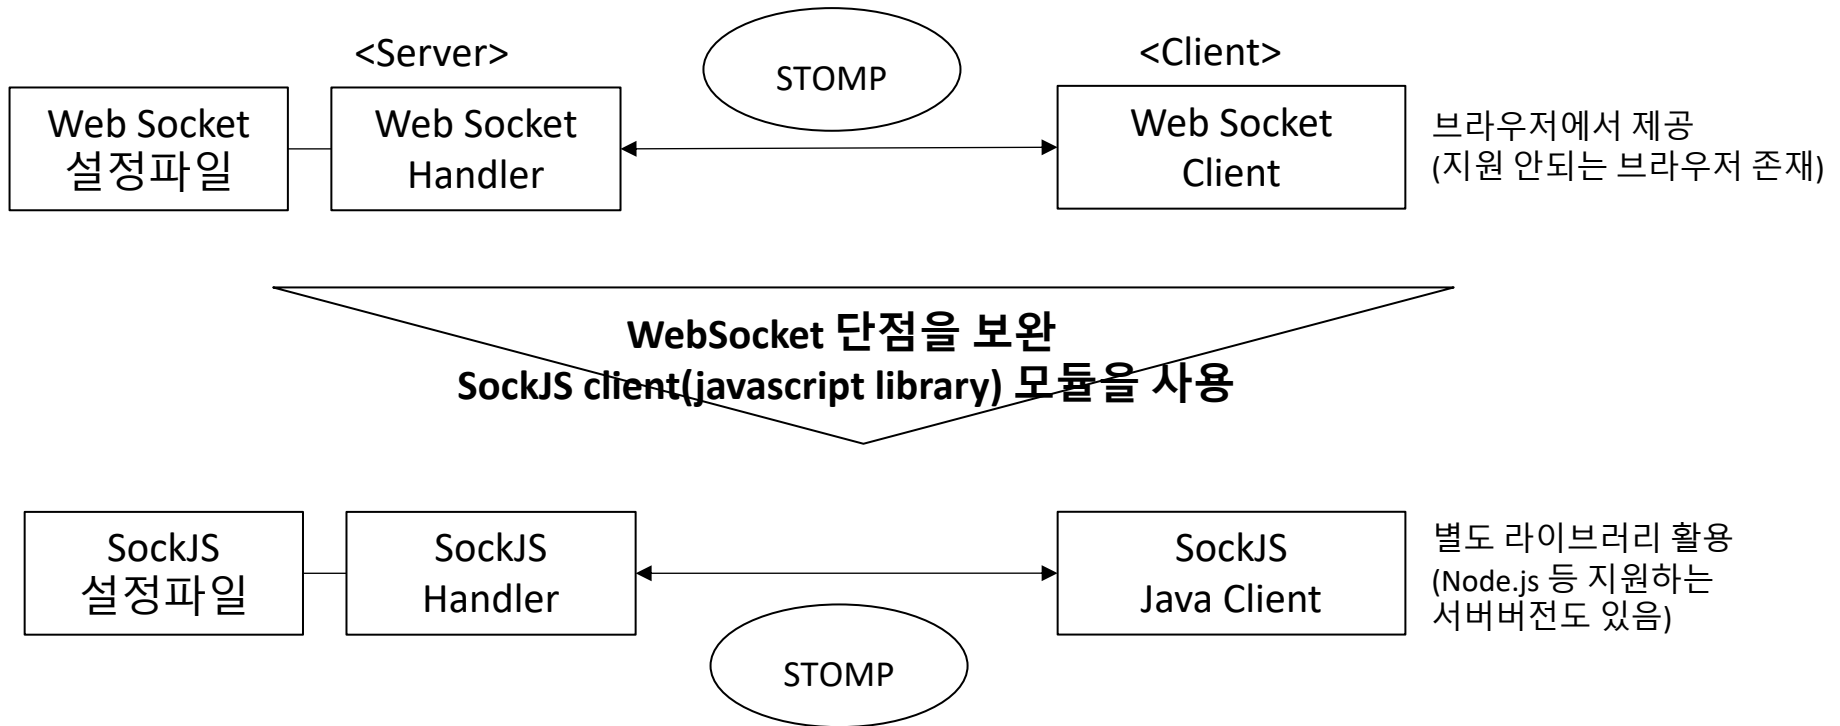 <Server>
STOMP
<Client>
Web Socket
설정파일
Web Socket
Handler
Web Socket
Client
브라우저에서 제공
(지원 안되는 브라우저 존재)
WebSocket 단점을 보완
SockJS client(javascript library) 모듈을 사용
SockJS
설정파일
SockJS
Handler
SockJS
Java Client
별도 라이브러리 활용
(Node.js 등 지원하는
서버버전도 있음)
STOMP